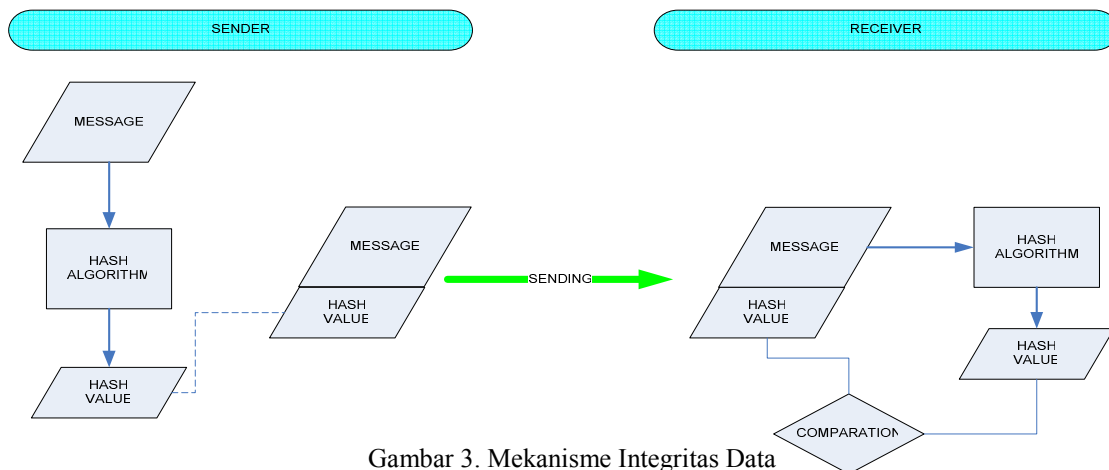 SENDER
RECEIVER
MESSAGE
HASH
ALGORITHM
HASH
VALUE
MESSAGE
HASH
VALUE
SENDING
MESSAGE
HASH
VALUE
HASH
ALGORITHM
HASH
VALUE
COMPARATION
Gambar 3. Mekanisme Integritas Data